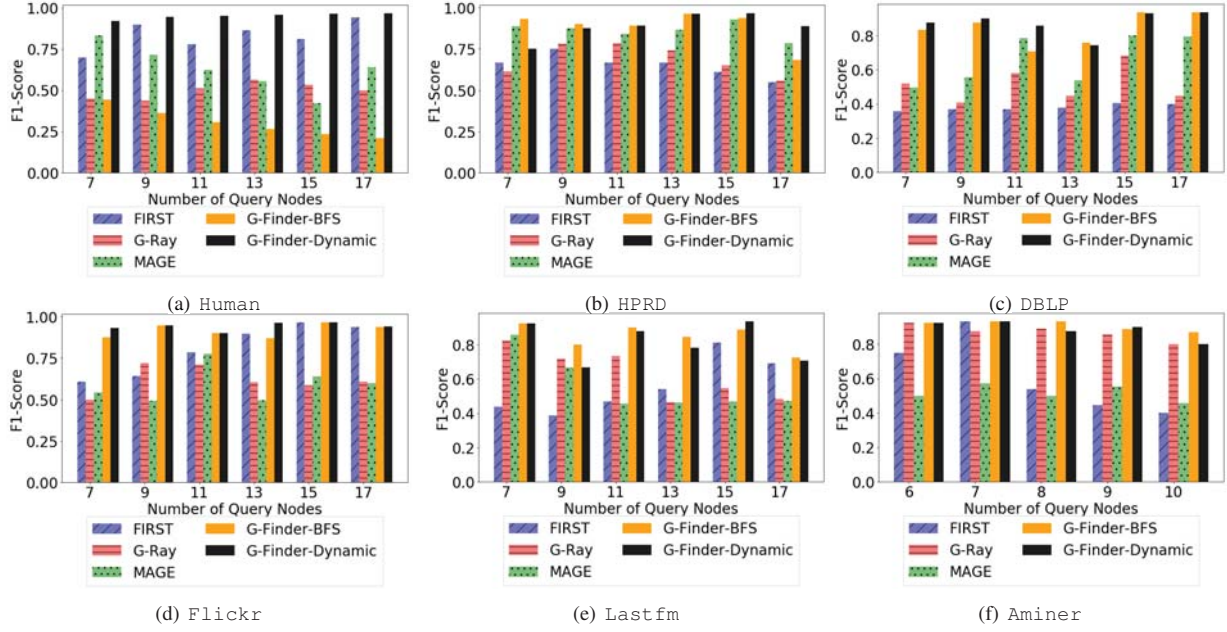 F1-Score
1.00
0.75
0.50
0.25
0.00
7 9 11 13 15 17
Number of Query Nodes
FIRST G-Finder-BFS
G-Ray G-Finder-Dynamic
MAGE
(a) Human
F1-Score
1.00
0.75
0.50
0.25
0.00
7 9 11 13 15 17
Number of Query Nodes
FIRST G-Finder-BFS
G-Ray G-Finder-Dynamic
MAGE
(b) HPRD
F1-Score
0.8
0.6
0.4
0.2
0.0
7 9 11 13 15 17
Number of Query Nodes
FIRST G-Finder-BFS
G-Ray G-Finder-Dynamic
MAGE
(c) DBLP
F1-Score
1.00
0.75
0.50
0.25
0.00
7 9 11 13 15 17
Number of Query Nodes
FIRST G-Finder-BFS
G-Ray G-Finder-Dynamic
MAGE
(d) Flickr
F1-Score
0.8
0.6
0.4
0.2
0.0
7 9 11 13 15 17
Number of Query Nodes
FIRST G-Finder-BFS
G-Ray G-Finder-Dynamic
MAGE
(e) Lastfm
F1-Score
0.8
0.6
0.4
0.2
0.0
6 7 8 9 10
Number of Query Nodes
FIRST G-Finder-BFS
G-Ray G-Finder-Dynamic
MAGE
(f) Aminer